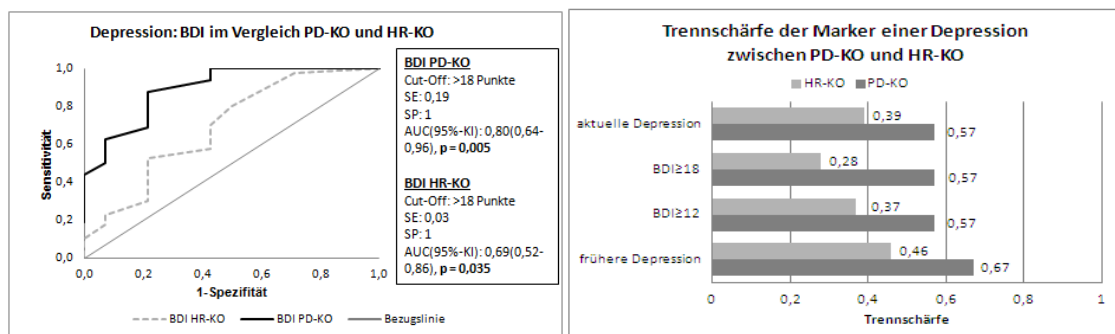 Depression: BDI im Vergleich PD-KO und HR-KO
1,0
0,8
0,6
0,4
0,2
0,0
Sensitivität
0,0
0,2
0,4
0,6
0,8
1,0
1-Spezifität
BDI HR-KO
BDI PD-KO
Bezugslinie
BDI PD-KO
Cut-Off: >18 Punkte
SE: 0,19
SP: 1
AUC(95%-KI): 0,80(0,64-
0,96), p = 0,005
BDI HR-KO
Cut-Off: >18 Punkte
SE: 0,03
SP: 1
AUC(95%-KI): 0,69(0,52-
0,86), p = 0,035
Trennschärfe der Marker einer Depression
zwischen PD-KO und HR-KO
HR-KO
PD-KO
aktuelle Depression
0,39
0,57
BDI≥18
0,28
0,57
BDI≥12
0,37
0,57
frühere Depression
0,46
0,67
0
0,2
0,4
0,6
0,8
1
Trennschärfe